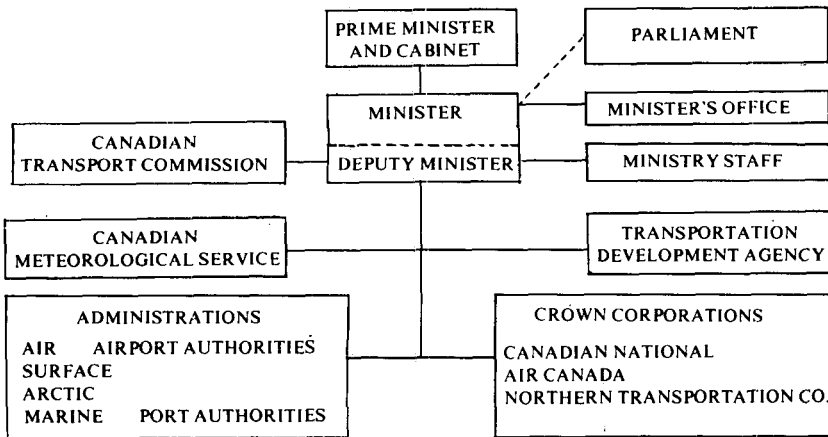 PRIME MINISTER
AND CABINET
PARLIAMENT
MINISTER
MINISTER'S OFFICE
CANADIAN
TRANSPORT COMMISSION
DEPUTY MINISTER
MINISTRY STAFF
CANADIAN
METEOROLOGICAL SERVICE
TRANSPORTATION
DEVELOPMENT AGENCY
ADMINISTRATIONS
AIR AIRPORT AUTHORITIES
SURFACE
ARCTIC
MARINE PORT AUTHORITIES
CROWN CORPORATIONS
CANADIAN NATIONAL
AIR CANADA
NORTHERN TRANSPORTATION CO.